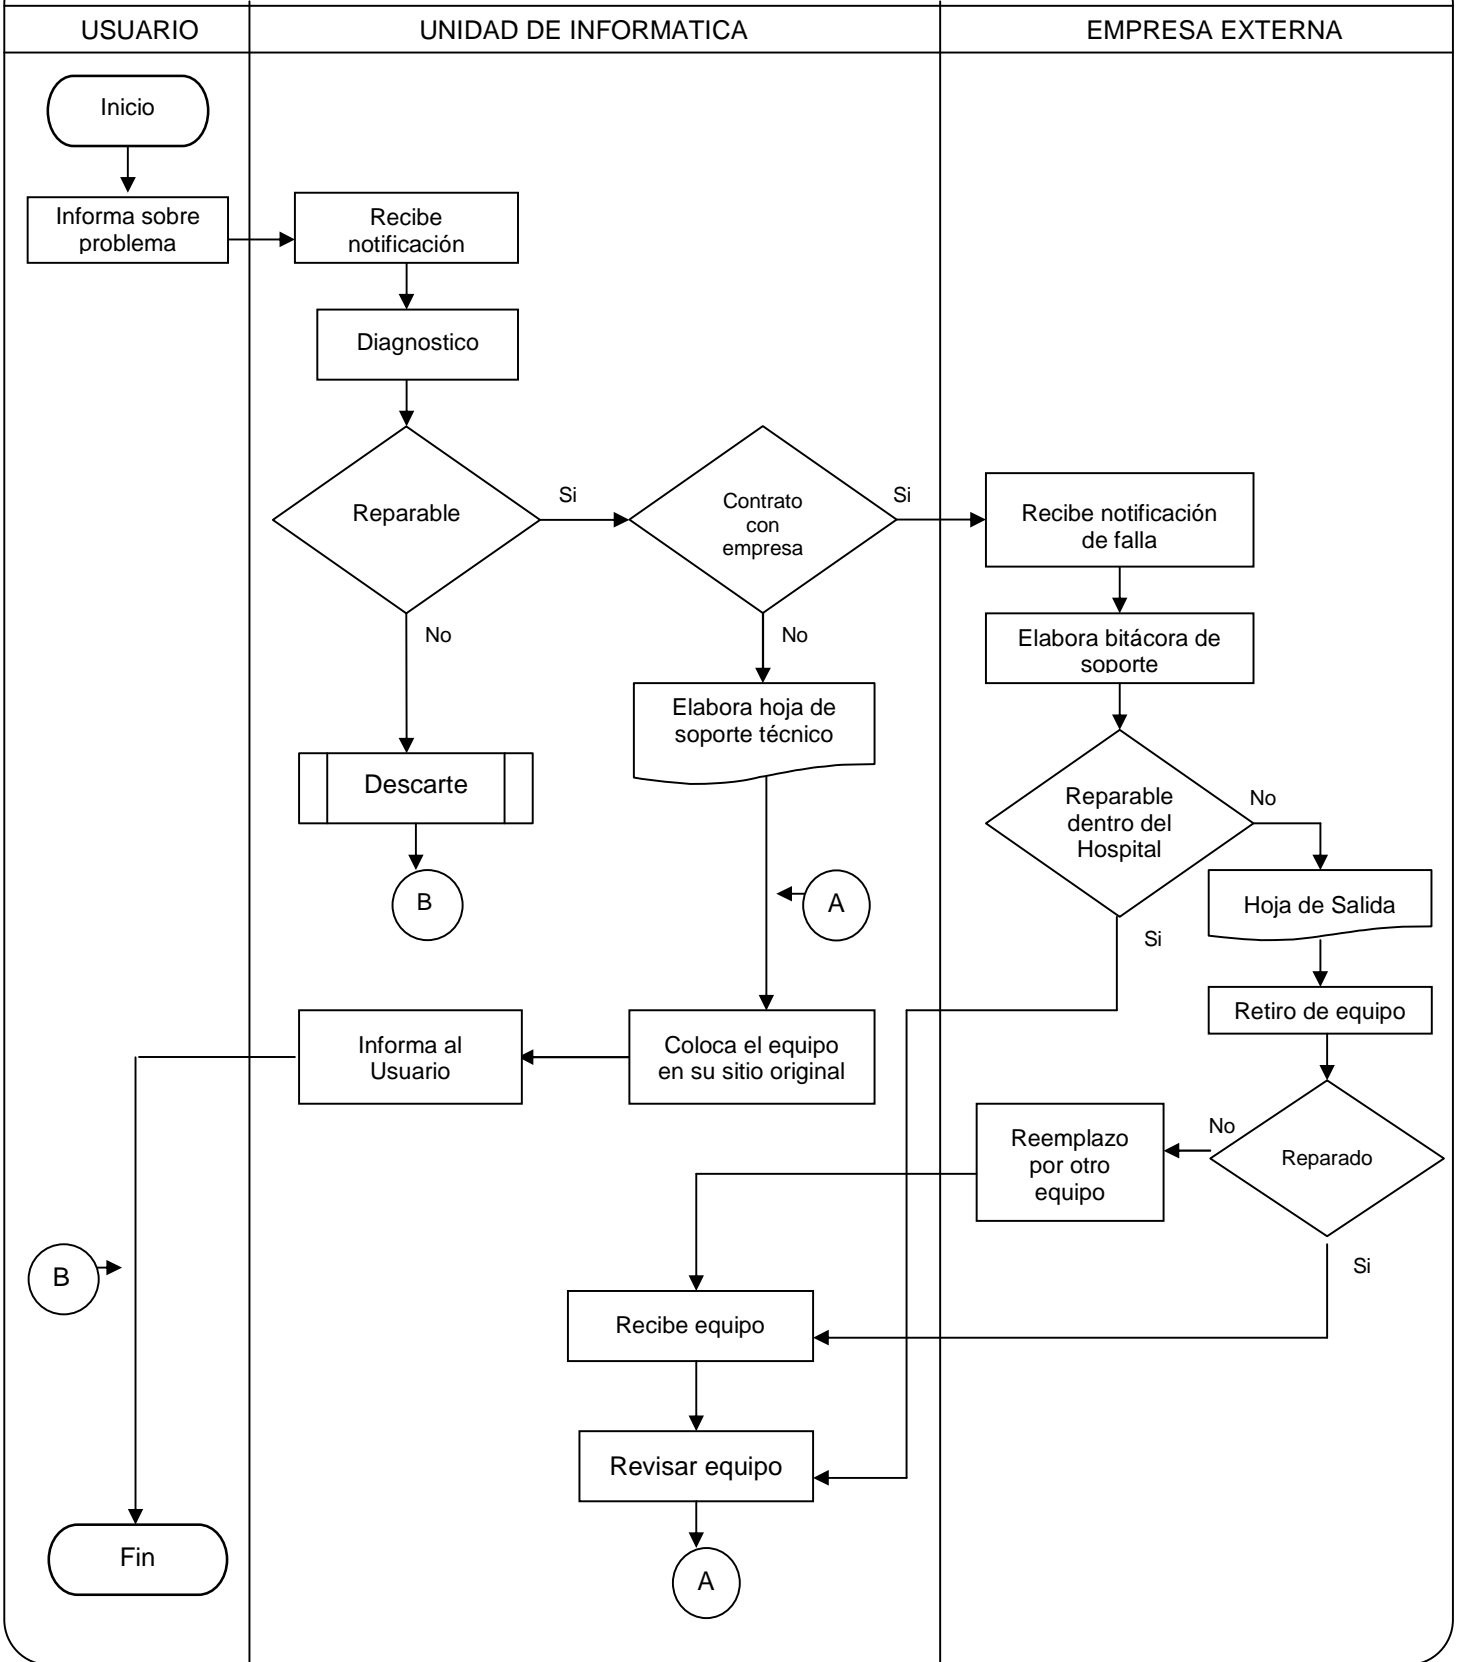 USUARIO
UNIDAD DE INFORMATICA
EMPRESA EXTERNA
Inicio
Informa sobre
problema
Recibe
notificación
Diagnostico
Reparable
Si
Contrato
con
empresa
Si
Recibe notificación
de falla
No
No
Elabora bitácora de
soporte
Elabora hoja de
soporte técnico
Descarte
Reparable
dentro del
Hospital
No
B
A
Hoja de Salida
Si
Retiro de equipo
Informa al
Usuario
Coloca el equipo
en su sitio original
Reemplazo
por otro
equipo
No
Reparado
B
Si
Recibe equipo
Revisar equipo
Fin
A